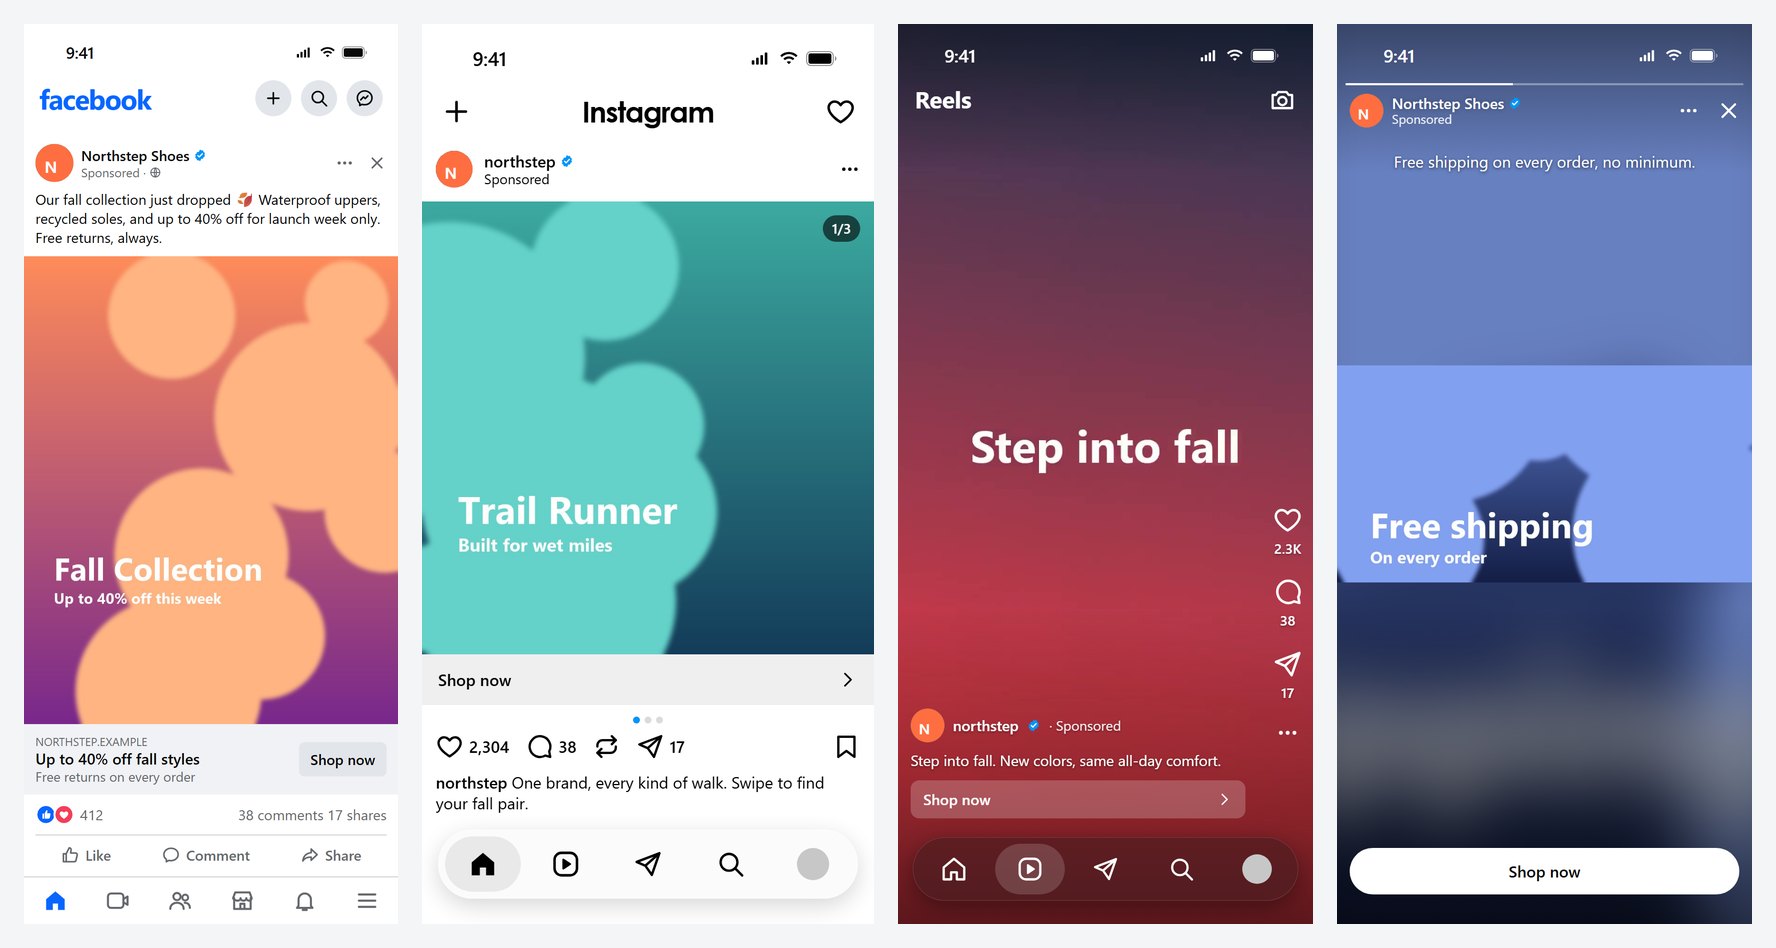 9:41
facebook
N
Northstep Shoes
Sponsored ·
Our fall collection just dropped 🍂 Waterproof uppers,
recycled soles, and up to 40% off for launch week only.
Free returns, always.
Fall Collection
Up to 40% off this week
NORTHSTEP.EXAMPLE
Up to 40% off fall styles
Free returns on every order
Shop now
412
38 comments 17 shares
Like
Comment
Share
9:41
Instagram
N
northstep
Sponsored
1/3
Trail Runner
Built for wet miles
Shop now
2,304
38
17
northstep One brand, every kind of walk. Swipe to find
your fall pair.
9:41
Reels
Step into fall
2.3K
38
17
N
northstep · Sponsored
Step into fall. New colors, same all-day comfort.
Shop now
9:41
N
Northstep Shoes
Sponsored
Free shipping on every order, no minimum.
Free shipping
On every order
Shop now